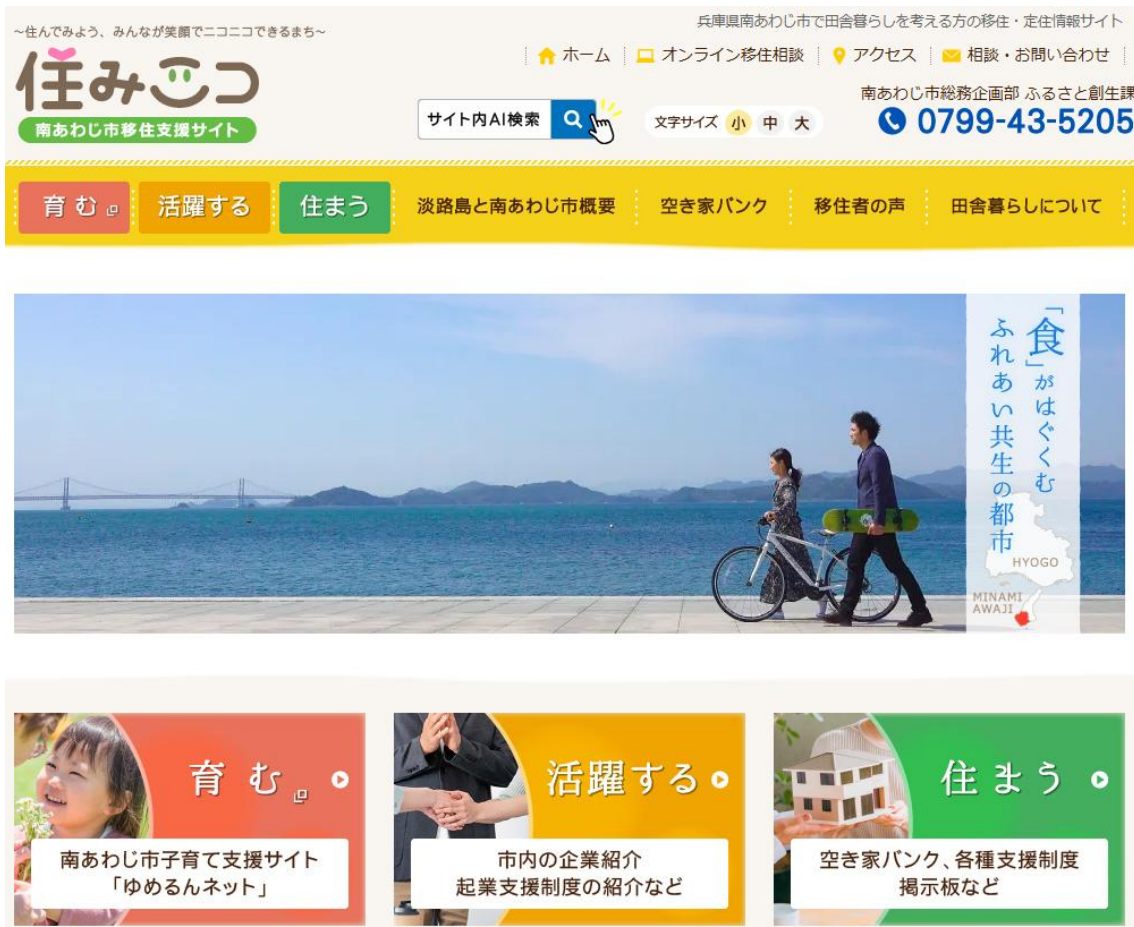 ~住んでみよう、みんなが笑顔でニコニコできるまち~
住みニコ
南あわじ市移住支援サイト
兵庫県南あわじ市で田舎暮らしを考える方の移住・定住情報サイト
ホーム
オンライン移住相談
アクセス
相談・お問い合わせ
サイト内AI検索
文字サイズ 小 中 大
南あわじ市総務企画部 ふるさと創生課
0799-43-5205
育む
活躍する
住まう
淡路島と南あわじ市概要
空き家バンク
移住者の声
田舎暮らしについて
「食」がはぐくむ
ふれあい共生の都市
HYOGO
MINAMI
AWAJI
育む
南あわじ市子育て支援サイト
「ゆめるんネット」
活躍する
市内の企業紹介
起業支援制度の紹介など
住まう
空き家バンク、各種支援制度
掲示板など